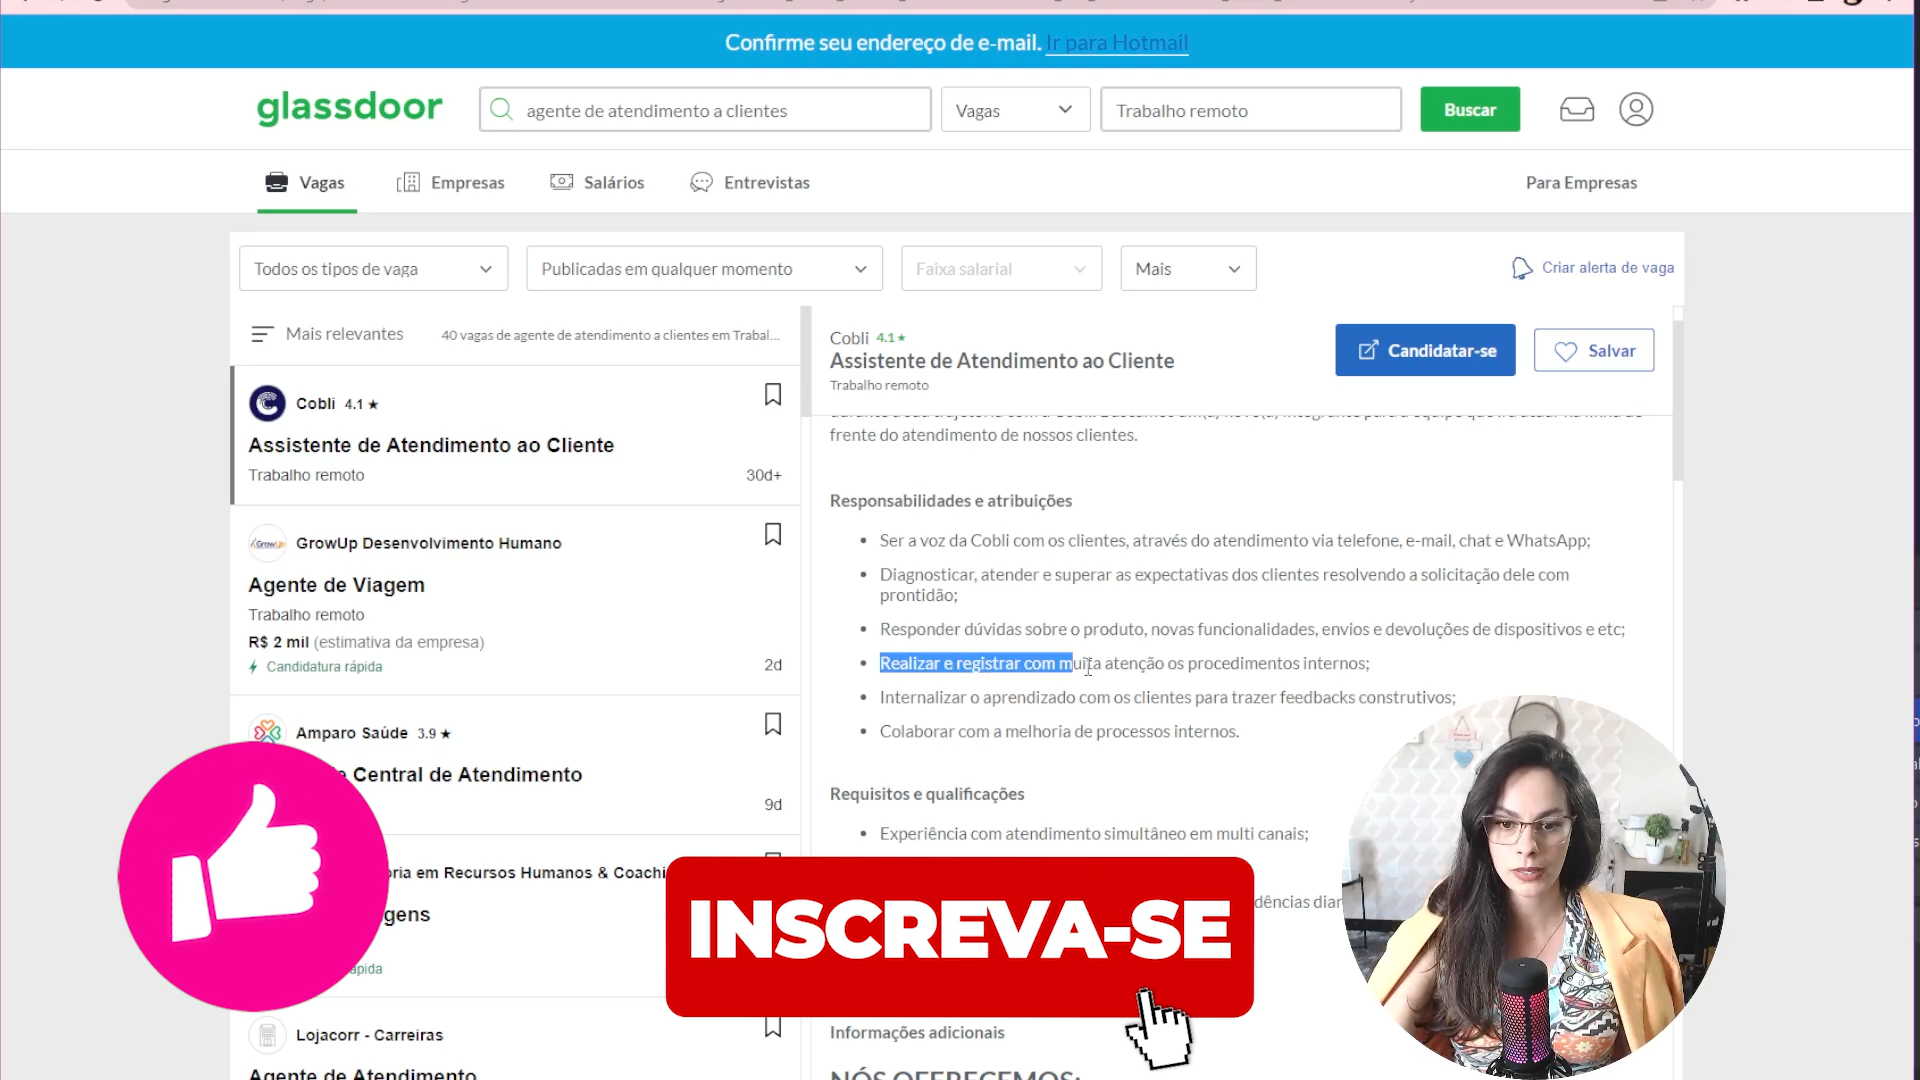 Confirme seu endereço de e-mail. Ir para Hotmail
glassdoor
agente de atendimento a clientes
Vagas
Trabalho remoto
Buscar
Vagas
Empresas
Salários
Entrevistas
Para Empresas
Todos os tipos de vaga
Publicadas em qualquer momento
Faixa salarial
Mais
Criar alerta de vaga
Mais relevantes
40 vagas de agente de atendimento a clientes em Trabal...
Cobli 4.1 ★
Assistente de Atendimento ao Cliente
Trabalho remoto
30d+
GrowUp
GrowUp Desenvolvimento Humano
Agente de Viagem
Trabalho remoto
R$ 2 mil (estimativa da empresa)
Candidatura rápida
2d
Amparo Saúde 3.9 ★
Central de Atendimento
9d
em Recursos Humanos & Coachi
Lojacorr - Carreiras
Agente de Atendimento
Cobli 4.1 ★
Assistente de Atendimento ao Cliente
Trabalho remoto
Candidatar-se
Salvar
frente do atendimento de nossos clientes.
Responsabilidades e atribuições
• Ser a voz da Cobli com os clientes, através do atendimento via telefone, e-mail, chat e WhatsApp;
• Diagnosticar, atender e superar as expectativas dos clientes resolvendo a solicitação dele com
prontidão;
• Responder dúvidas sobre o produto, novas funcionalidades, envios e devoluções de dispositivos e etc;
• Realizar e registrar com muita atenção os procedimentos internos;
• Internalizar o aprendizado com os clientes para trazer feedbacks construtivos;
• Colaborar com a melhoria de processos internos.
Requisitos e qualificações
• Experiência com atendimento simultâneo em multi canais;
INSCREVA-SE
Informações adicionais
NÓS OFERECEMOS: